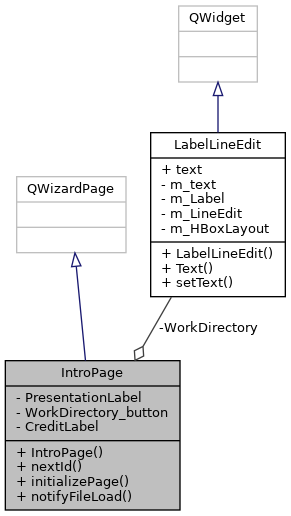 QWidget
LabelLineEdit
+ text
- m_text
- m_Label
- m_LineEdit
- m_HBoxLayout
+ LabelLineEdit()
+ Text()
+ setText()
QWizardPage
-WorkDirectory
IntroPage
- PresentationLabel
- WorkDirectory_button
- CreditLabel
+ IntroPage()
+ nextId()
+ initializePage()
+ notifyFileLoad()